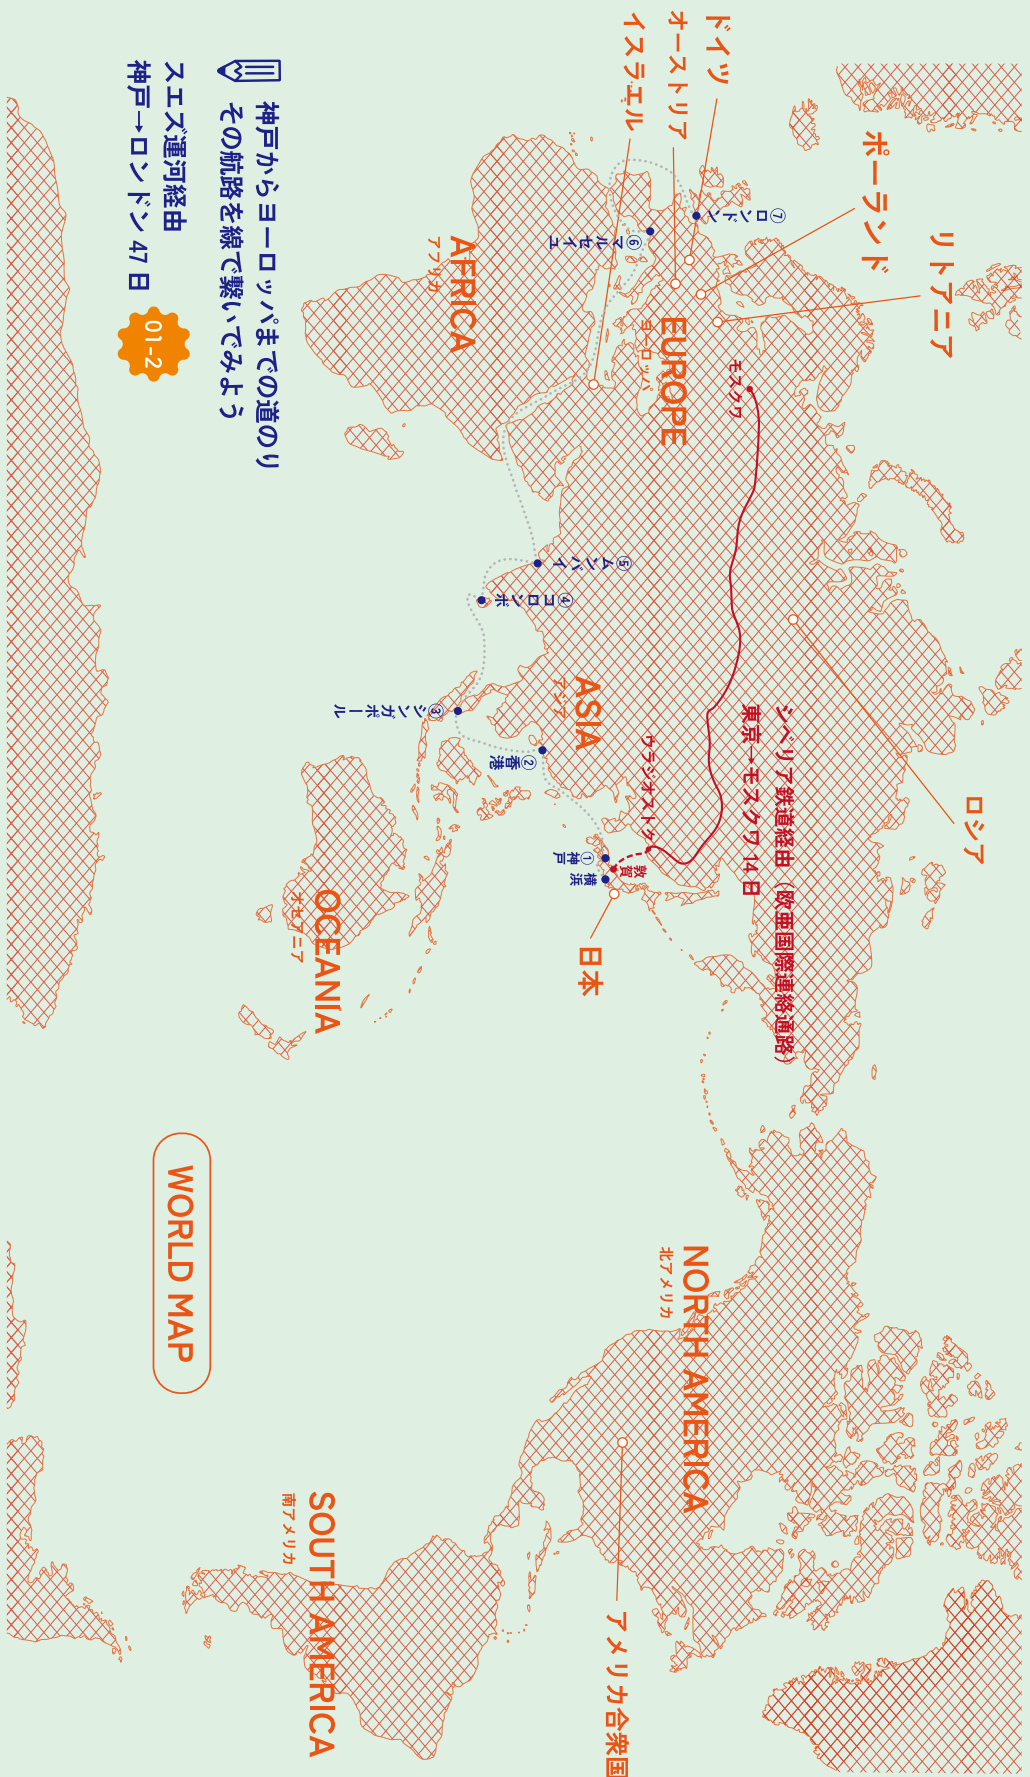 ドイツ
オーストリア
イスラエル
ポーランド
リトアニア
ロシア
日本
アメリカ合衆国
EUROPE
ヨーロッパ
AFRICA
アフリカ
ASIA
アジア
OCEANIA
オセアニア
NORTH AMERICA
北アメリカ
SOUTH AMERICA
南アメリカ
モスクワ
ウラジオストク
敦賀
シベリア鉄道経由(欧亜国際連絡通路)
東京→モスクワ 14日
横浜
①神戸
②香港
③シンガポール
④コロンボ
⑤ムンバイ
⑥マルセイユ
⑦ロンドン
神戸からヨーロッパまでの道のり
その航路を線で繋いでみよう
スエズ運河経由
神戸→ロンドン 47日
01-2
WORLD MAP